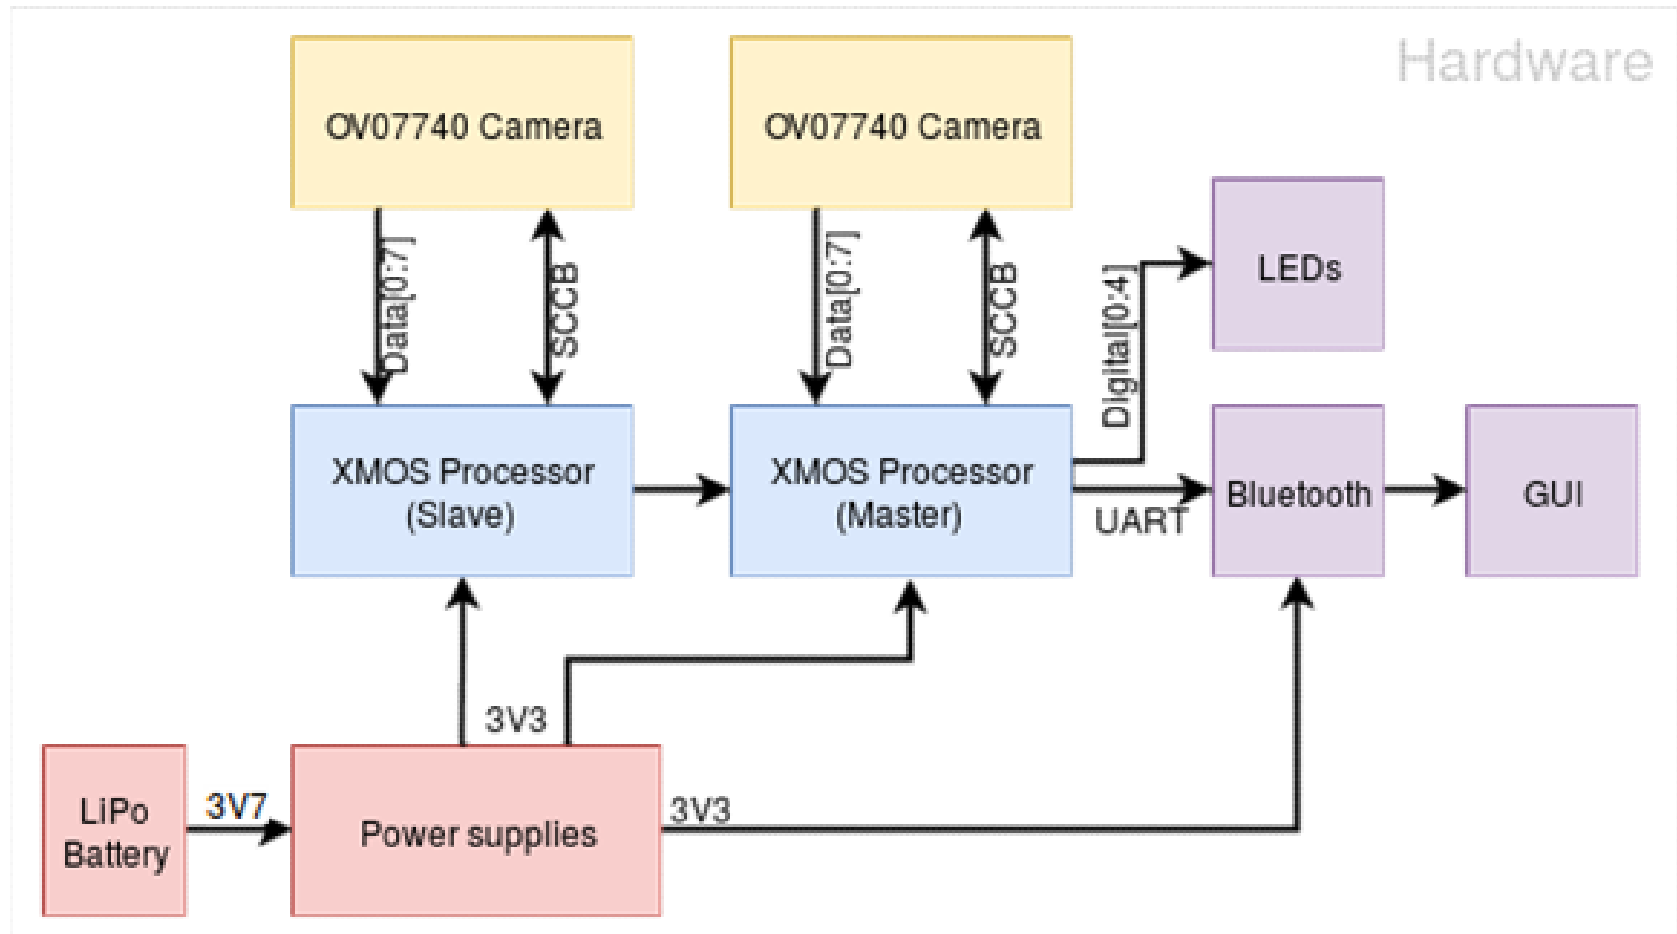 Hardware
OV07740 Camera
OV07740 Camera
Data[0:7]
SCCB
Data[0:7]
SCCB
Digital[0:4]
LEDs
XMOS Processor
(Slave)
XMOS Processor
(Master)
UART
Bluetooth
GUI
3V3
LiPo
Battery
3V7
Power supplies
3V3